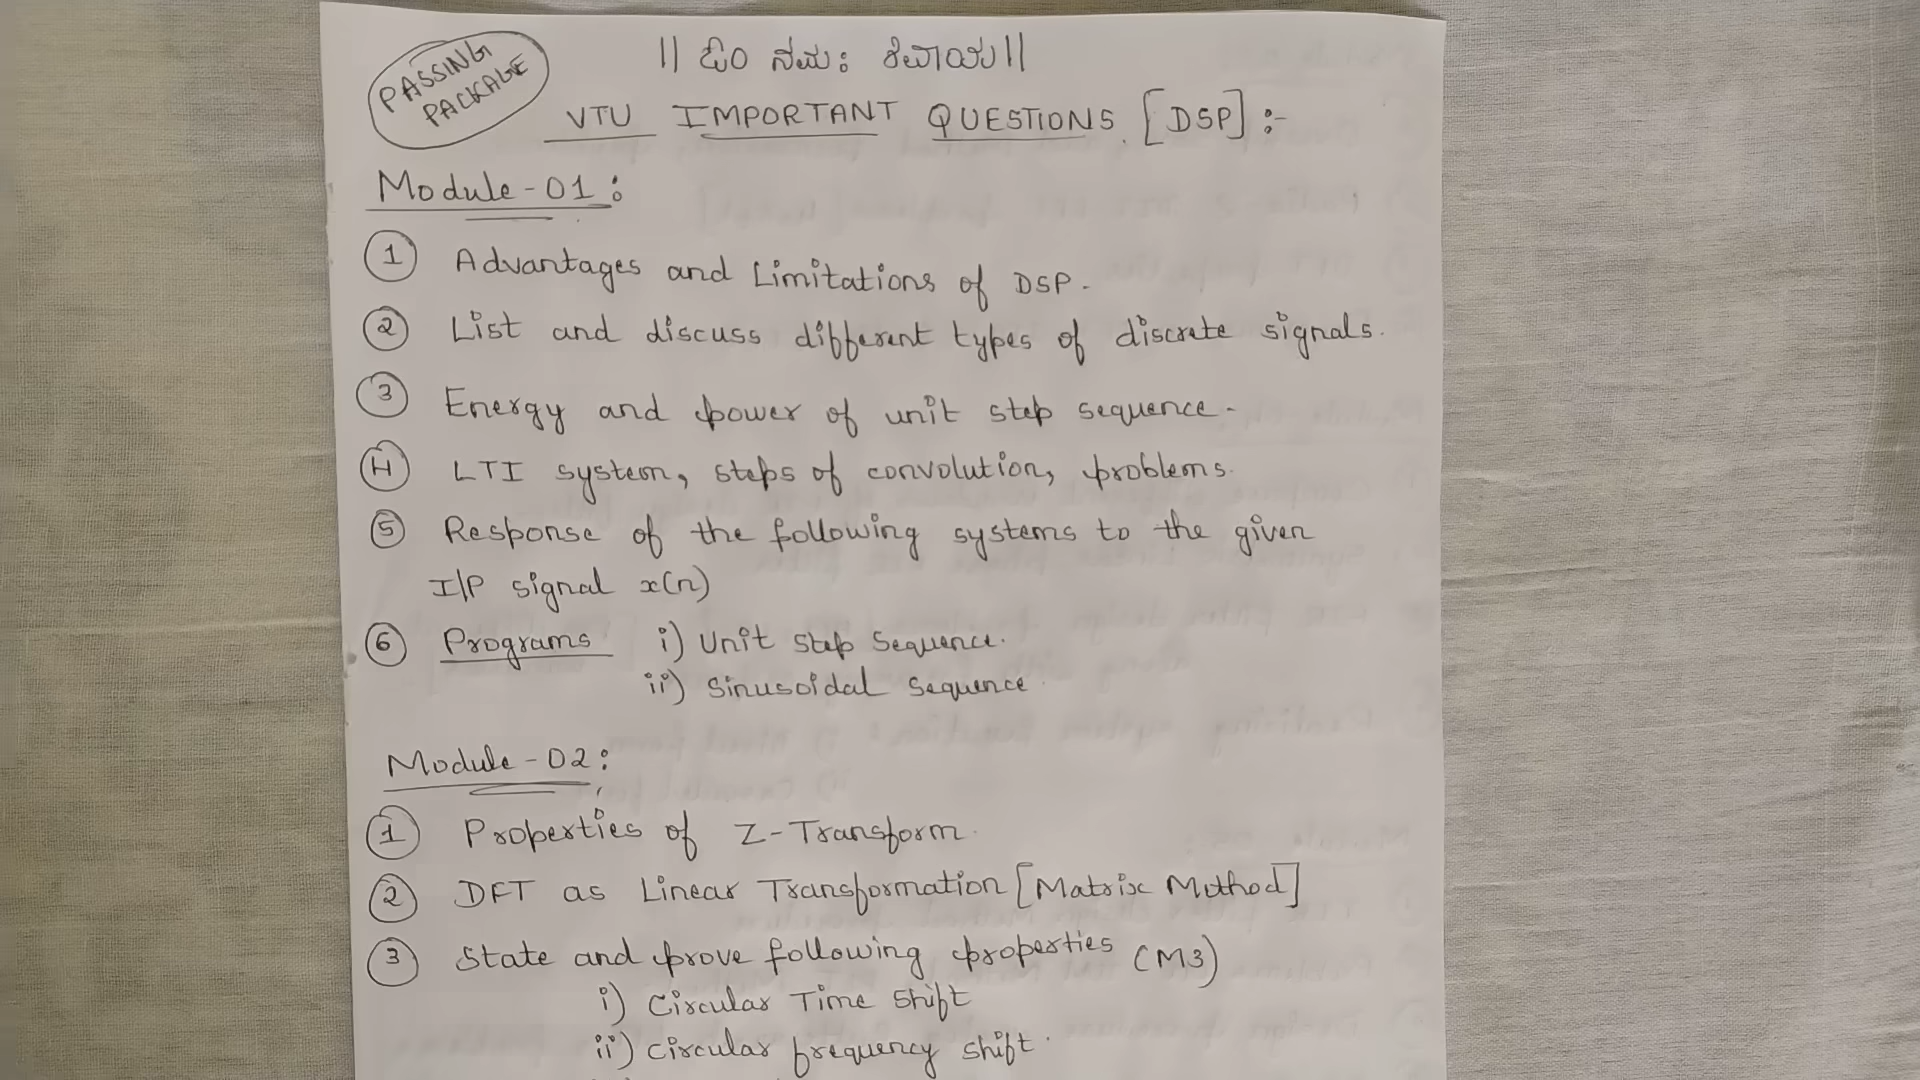 PASSING
PACKAGE
|| ಓಂ ನಮಃ ಶಿವಾಯ ||
VTU IMPORTANT QUESTIONS [DSP] :-
Module-01 :
1 Advantages and Limitations of DSP.
2 List and discuss different types of discrete signals.
3 Energy and power of unit step sequence.
4 LTI system, steps of convolution, problems.
5 Response of the following systems to the given
I/P signal x(n)
6 Programs i) Unit step sequence.
ii) Sinusoidal sequence
Module-02 :
1 Properties of Z-Transform
2 DFT as Linear Transformation [Matrix Method]
3 State and prove following properties (M3)
i) Circular Time shift
ii) circular frequency shift.